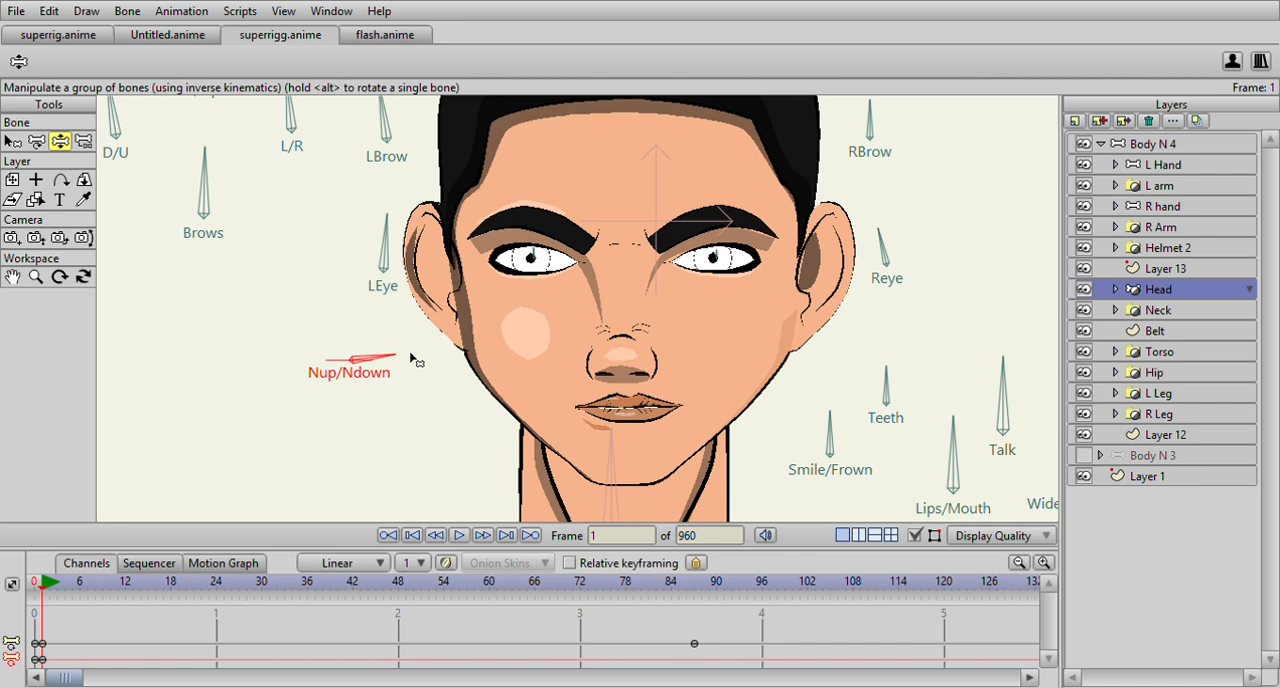 File Edit Draw Bone Animation Scripts View Window Help
superrig.anime Untitled.anime superrigg.anime flash.anime
Manipulate a group of bones (using inverse kinematics) (hold <alt> to rotate a single bone) Frame: 1
Tools
Bone
Layer
T
Camera
Workspace
D/U
L/R
LBrow
RBrow
Brows
LEye
Reye
Nup/Ndown
Teeth
Talk
Smile/Frown
Lips/Mouth
Wide
Layers
Body N 4
L Hand
L arm
R hand
R Arm
Helmet 2
Layer 13
Head
Neck
Belt
Torso
Hip
L Leg
R Leg
Layer 12
Body N 3
Layer 1
Frame 1 of 960 Display Quality
Channels Sequencer Motion Graph Linear 1 Onion Skins Relative keyframing
0 6 12 18 24 30 36 42 48 54 60 66 72 78 84 90 96 102 108 114 120 126 132
0 1 2 3 4 5